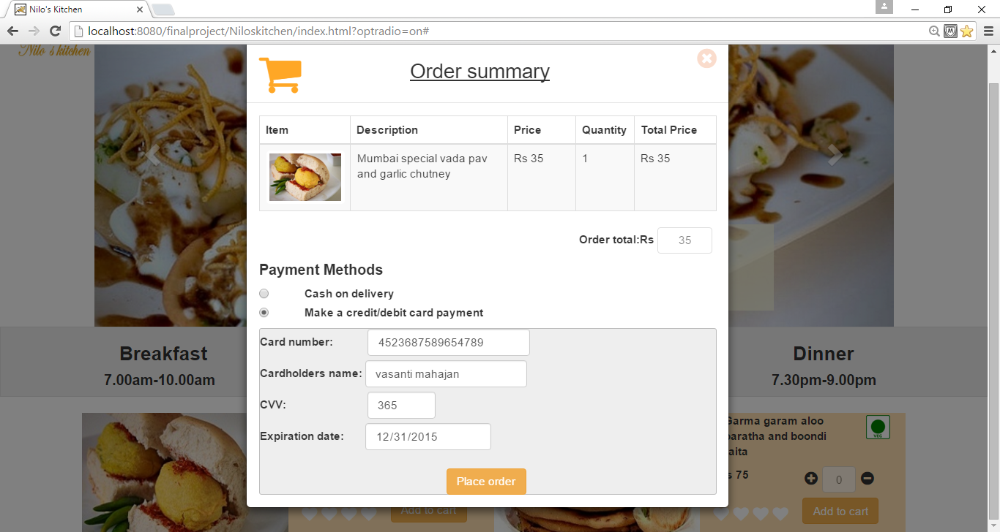 Nilo's Kitchen
localhost:8080/finalproject/Niloskitchen/index.html?optradio=on#
Nilo's kitchen
Order summary
Item Description Price Quantity Total Price
Mumbai special vada pav Rs 35 1 Rs 35
and garlic chutney
Order total:Rs 35
Payment Methods
Cash on delivery
Make a credit/debit card payment
Card number: 4523687589654789
Cardholders name: vasanti mahajan
CVV: 365
Expiration date: 12/31/2015
Place order
Breakfast
7.00am-10.00am
Dinner
7.30pm-9.00pm
Garma garam aloo
paratha and boondi
raita
VEG
s 75
0
Add to cart
Add to cart